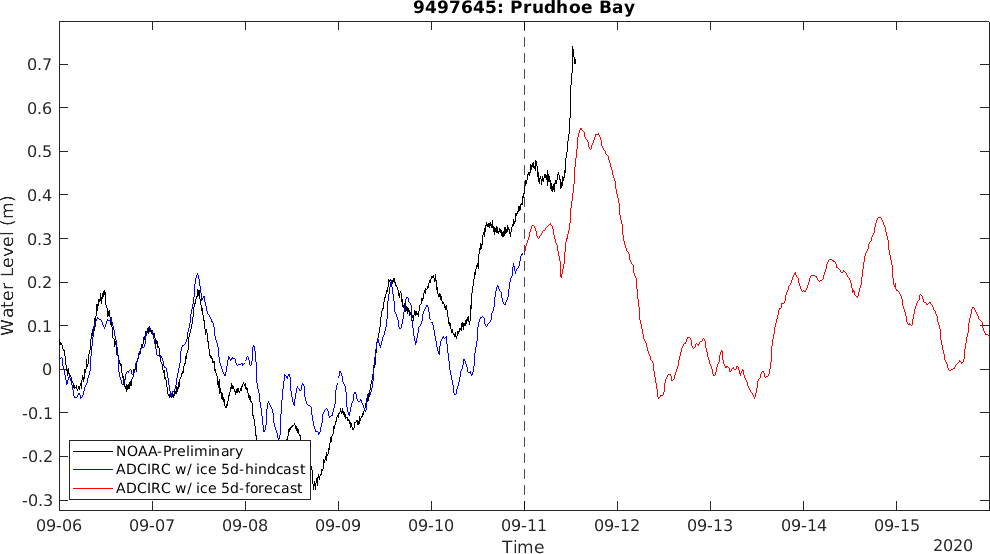 9497645: Prudhoe Bay
Water Level (m)
0.7
0.6
0.5
0.4
0.3
0.2
0.1
0
-0.1
-0.2
-0.3
NOAA-Preliminary
ADCIRC w/ ice 5d-hindcast
ADCIRC w/ ice 5d-forecast
09-06 09-07 09-08 09-09 09-10 09-11 09-12 09-13 09-14 09-15
Time
2020